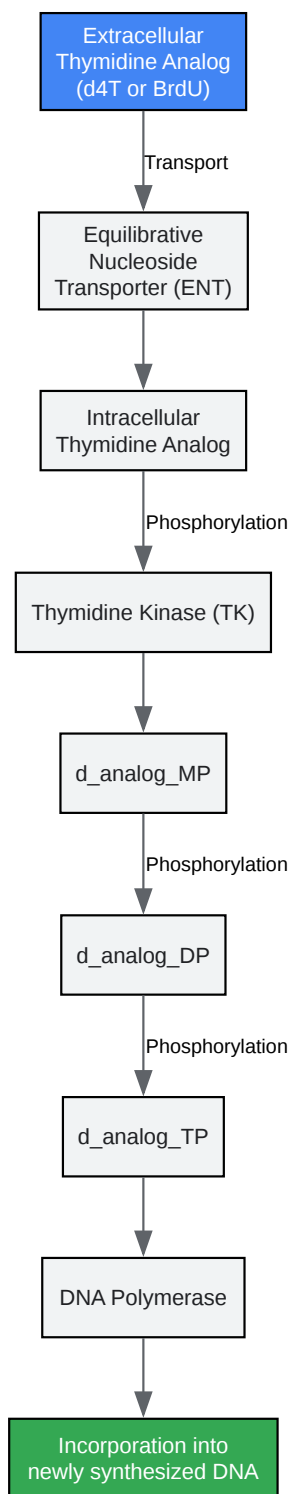 Extracellular
Thymidine Analog
(d4T or BrdU)
Transport
Equilibrative
Nucleoside
Transporter (ENT)
Intracellular
Thymidine Analog
Phosphorylation
Thymidine Kinase (TK)
d_analog_MP
Phosphorylation
d_analog_DP
Phosphorylation
d_analog_TP
DNA Polymerase
Incorporation into
newly synthesized DNA